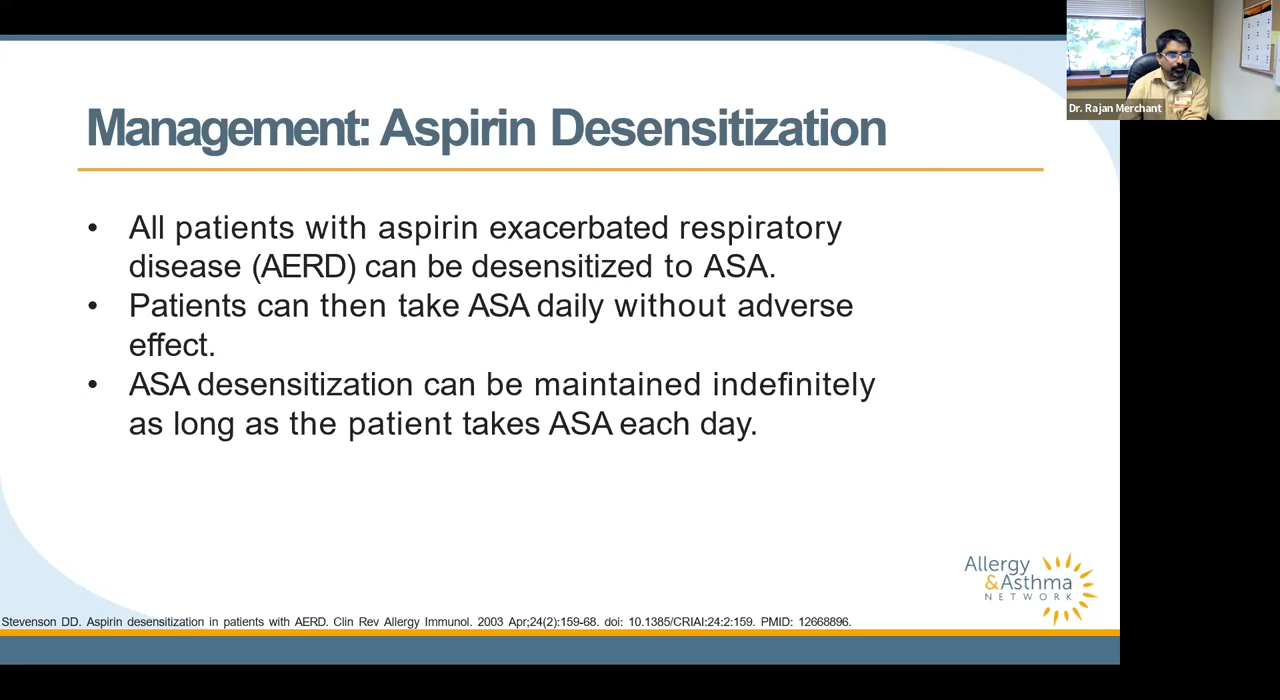 Dr. Rajan Merchant
Management: Aspirin Desensitization
• All patients with aspirin exacerbated respiratory
disease (AERD) can be desensitized to ASA.
• Patients can then take ASA daily without adverse
effect.
• ASA desensitization can be maintained indefinitely
as long as the patient takes ASA each day.
Allergy
&Asthma
NETWORK
Stevenson DD. Aspirin desensitization in patients with AERD. Clin Rev Allergy Immunol. 2003 Apr;24(2):159-68. doi: 10.1385/CRIAI:24:2:159. PMID: 12668896.